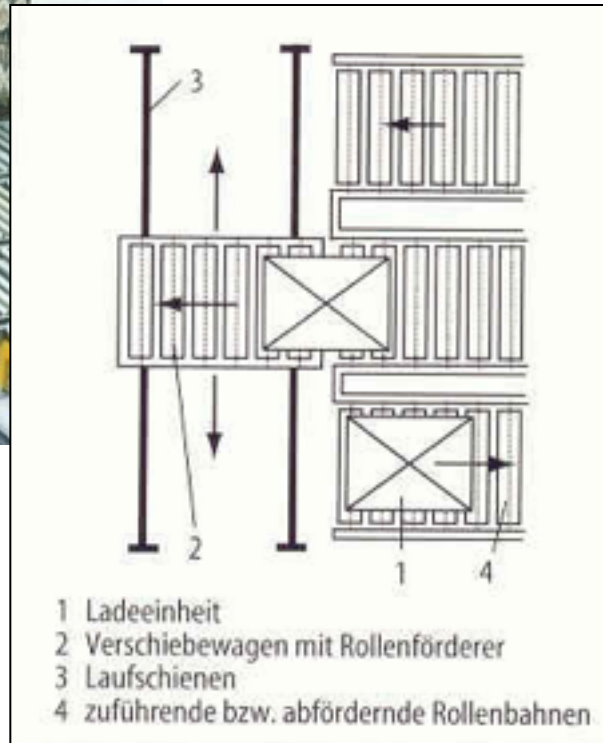 3
2
1 4
1 Ladeeinheit
2 Verschiebewagen mit Rollenförderer
3 Laufschienen
4 zuführende bzw. abfördernde Rollenbahnen